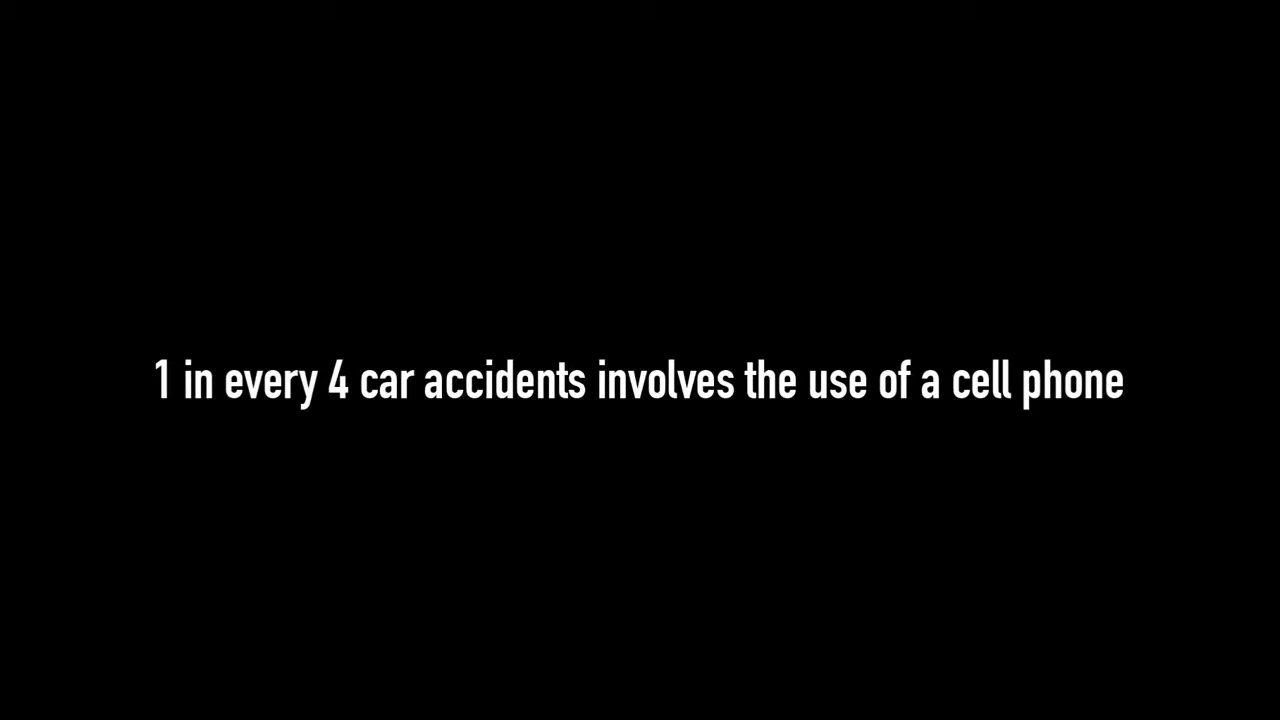 1 in every 4 car accidents involves the use of a cell phone